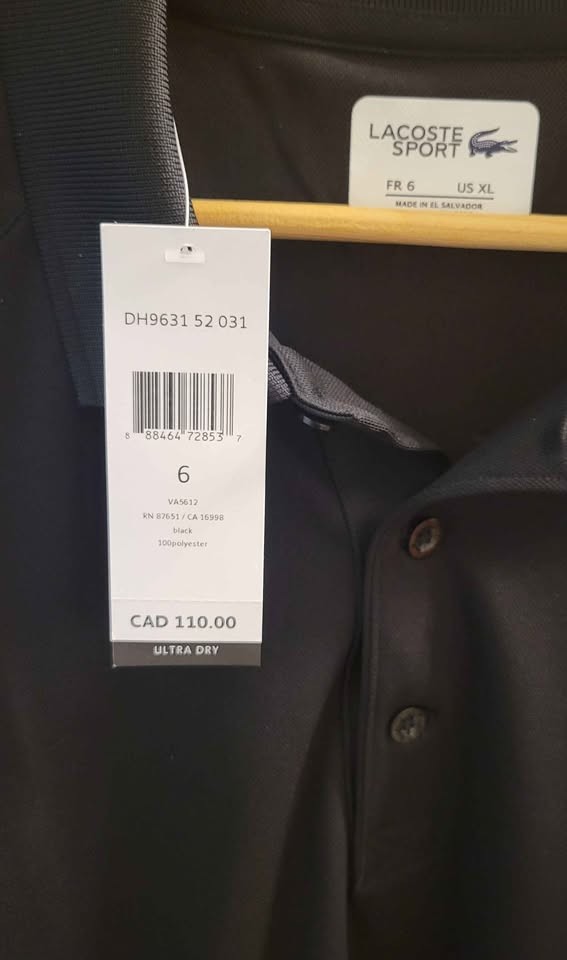 LACOSTE
SPORT
FR 6 US XL
MADE IN EL SALVADOR
DH9631 52 031
8 88464 72853 7
6
VA5612
RN 87651 / CA 16998
black
100polyester
CAD 110.00
ULTRA DRY